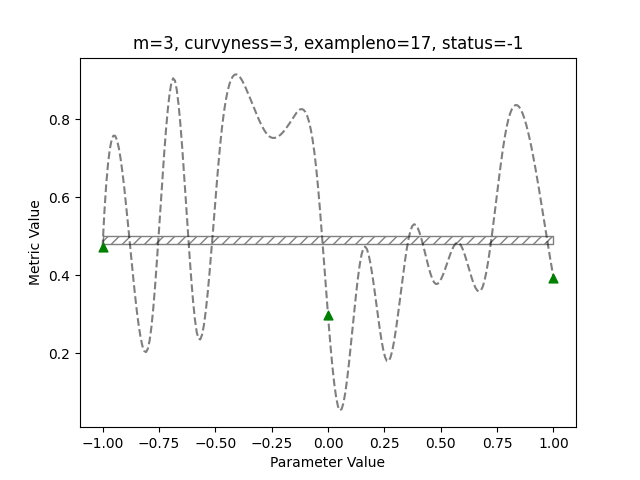 m=3, curvyness=3, exampleno=17, status=-1
Metric Value
0.8
0.6
0.4
0.2
−1.00 −0.75 −0.50 −0.25 0.00 0.25 0.50 0.75 1.00
Parameter Value